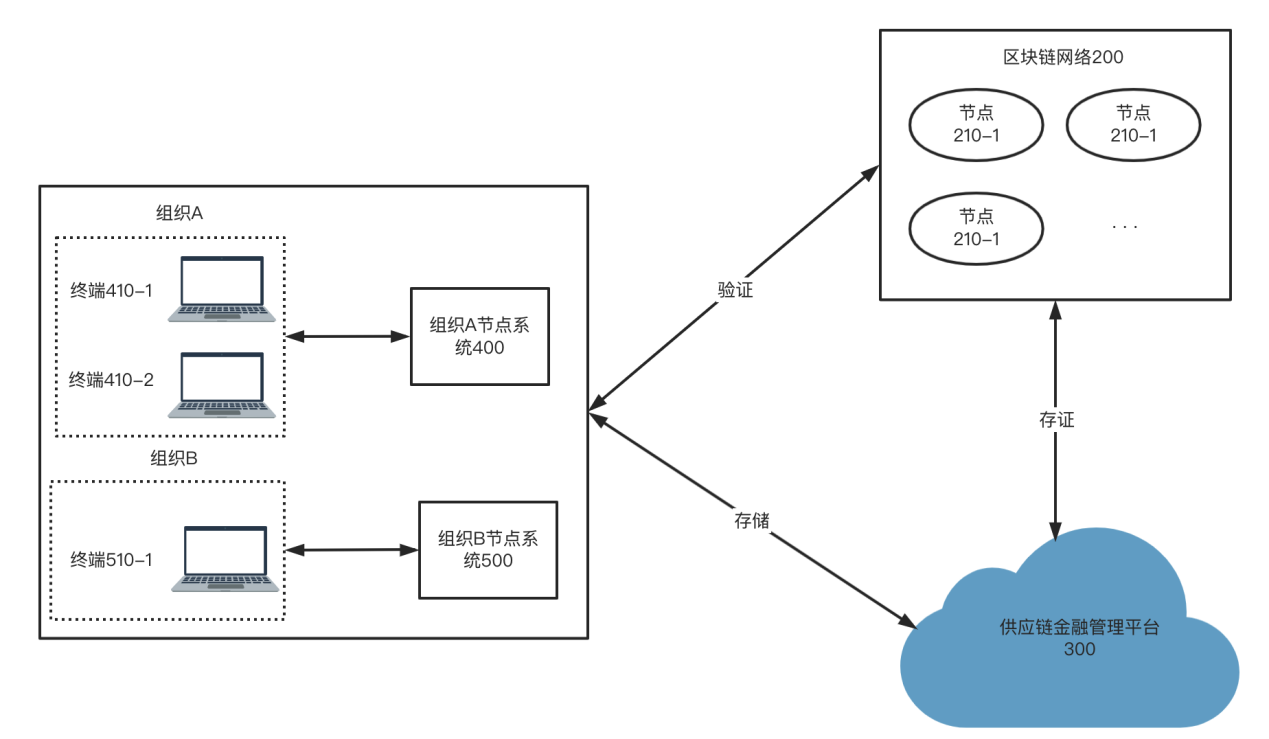 区块链网络200
节点
210-1
节点
210-1
节点
210-1
. . .
组织A
终端410-1
终端410-2
组织A节点系
统400
组织B
终端510-1
组织B节点系
统500
验证
存储
存证
供应链金融管理平台
300